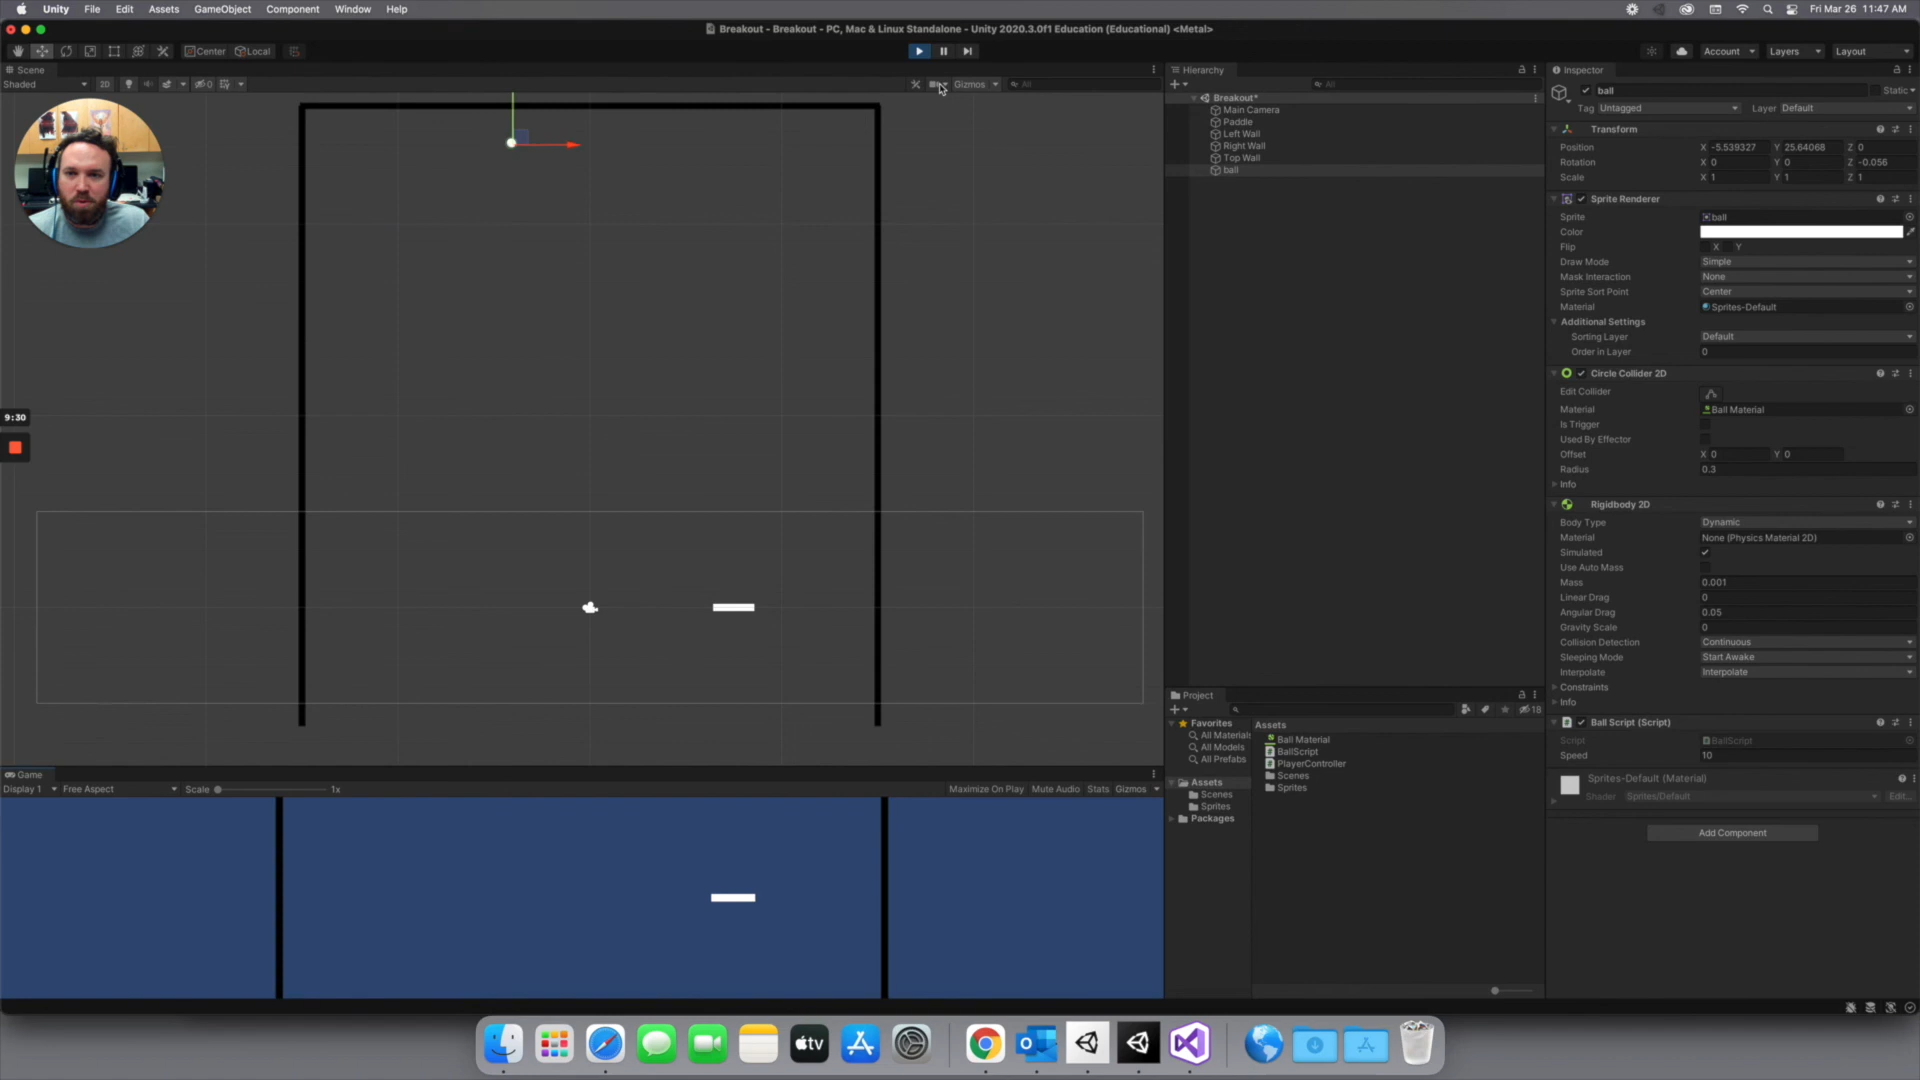 Unity File Edit Assets GameObject Component Window Help Fri Mar 26 11:47 AM
Breakout - Breakout - PC, Mac & Linux Standalone - Unity 2020.3.0f1 Education (Educational) <Metal>
Center Local Account Layers Layout
Scene
Shaded 2D 0 Gizmos All
9:30
Game
Display 1 Free Aspect Scale 1x Maximize On Play Mute Audio Stats Gizmos
Hierarchy
All
Breakout*
Main Camera
Paddle
Left Wall
Right Wall
Top Wall
ball
Project
18
Favorites
All Materials
All Models
All Prefabs
Assets
Scenes
Sprites
Packages
Assets
Ball Material
BallScript
PlayerController
Scenes
Sprites
Inspector
ball Static
Tag Untagged Layer Default
Transform
Position X -5.539327 Y 25.64068 Z 0
Rotation X 0 Y 0 Z -0.056
Scale X 1 Y 1 Z 1
Sprite Renderer
Sprite ball
Color
Flip X Y
Draw Mode Simple
Mask Interaction None
Sprite Sort Point Center
Material Sprites-Default
Additional Settings
Sorting Layer Default
Order in Layer 0
Circle Collider 2D
Edit Collider
Material Ball Material
Is Trigger
Used By Effector
Offset X 0 Y 0
Radius 0.3
Info
Rigidbody 2D
Body Type Dynamic
Material None (Physics Material 2D)
Simulated
Use Auto Mass
Mass 0.001
Linear Drag 0
Angular Drag 0.05
Gravity Scale 0
Collision Detection Continuous
Sleeping Mode Start Awake
Interpolate Interpolate
Constraints
Info
Ball Script (Script)
Script BallScript
Speed 10
Sprites-Default (Material)
Shader Sprites/Default Edit...
Add Component
tv